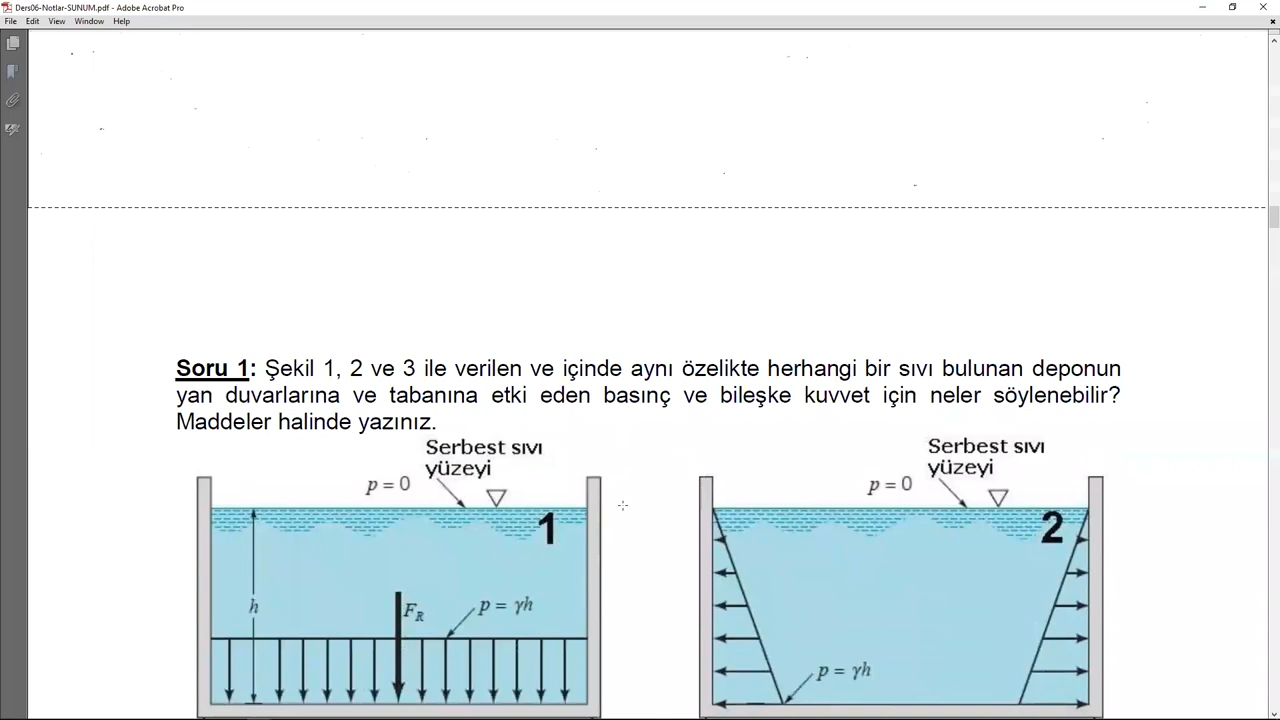 Ders06-Notlar-SUNUM.pdf - Adobe Acrobat Pro
File Edit View Window Help
Soru 1: Şekil 1, 2 ve 3 ile verilen ve içinde aynı özelikte herhangi bir sıvı bulunan deponun
yan duvarlarına ve tabanına etki eden basınç ve bileşke kuvvet için neler söylenebilir?
Maddeler halinde yazınız.
Serbest sıvı
yüzeyi
p = 0
1
h
F_R
p = γh
Serbest sıvı
yüzeyi
p = 0
2
p = γh